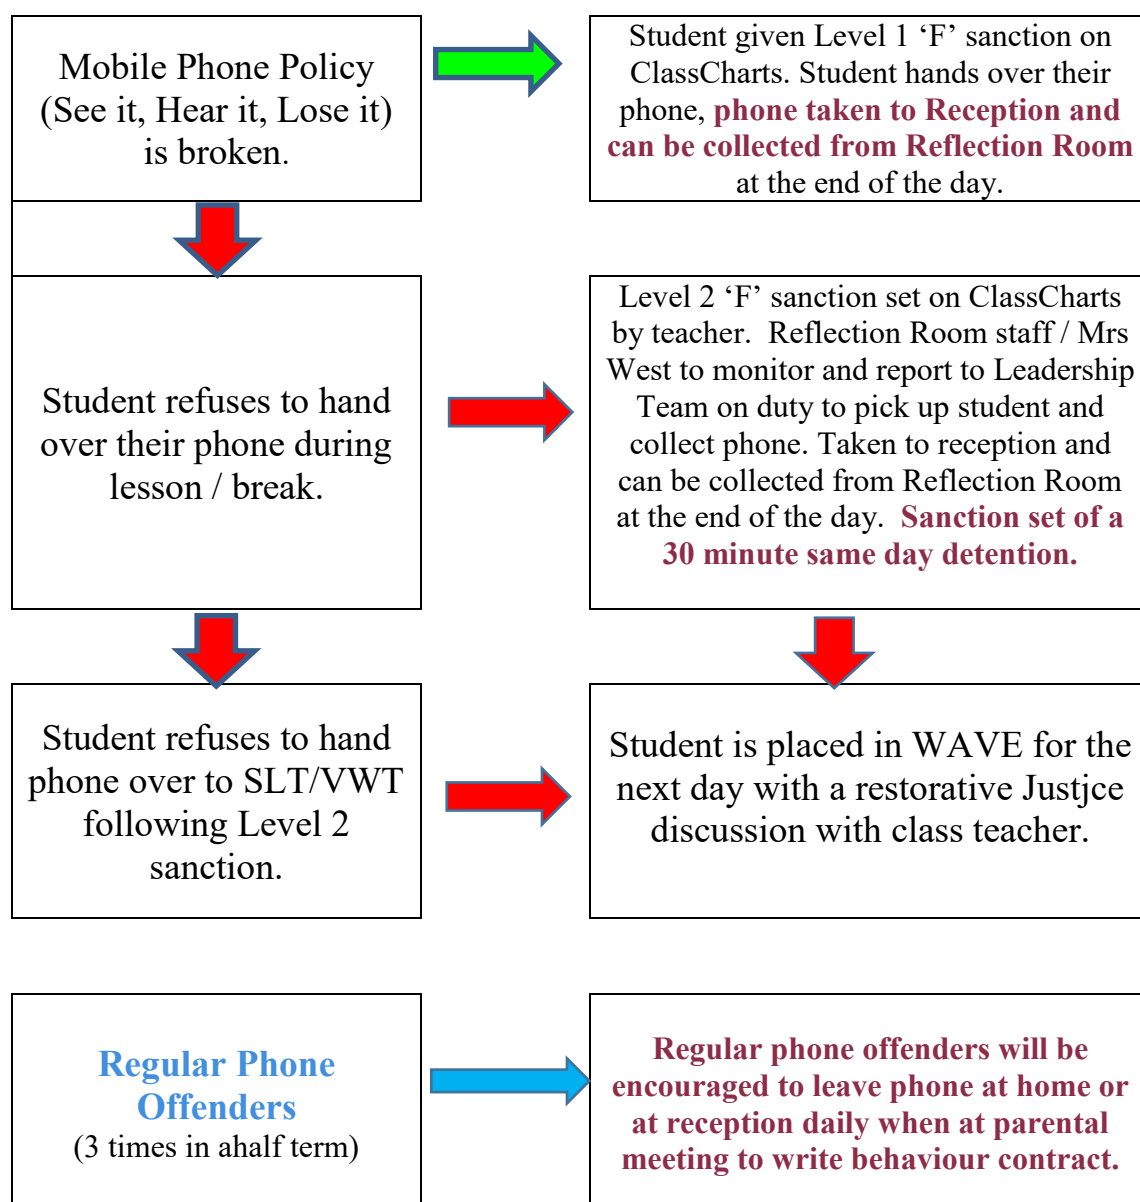 Mobile Phone Policy
(See it, Hear it, Lose it)
is broken.
Student given Level 1 ‘F’ sanction on
ClassCharts. Student hands over their
phone, phone taken to Reception and
can be collected from Reflection Room
at the end of the day.
Student refuses to hand
over their phone during
lesson / break.
Level 2 ‘F’ sanction set on ClassCharts
by teacher. Reflection Room staff / Mrs
West to monitor and report to Leadership
Team on duty to pick up student and
collect phone. Taken to reception and
can be collected from Reflection Room
at the end of the day. Sanction set of a
30 minute same day detention.
Student refuses to hand
phone over to SLT/VWT
following Level 2
sanction.
Student is placed in WAVE for the
next day with a restorative Justjce
discussion with class teacher.
Regular Phone
Offenders
(3 times in ahalf term)
Regular phone offenders will be
encouraged to leave phone at home or
at reception daily when at parental
meeting to write behaviour contract.